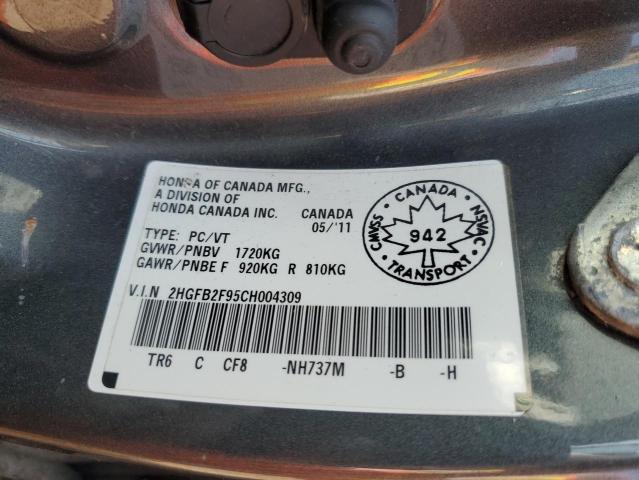 HONDA OF CANADA MFG.,
A DIVISION OF
HONDA CANADA INC. CANADA
05/'11
TYPE: PC/VT
GVWR/PNBV 1720KG
GAWR/PNBE F 920KG R 810KG
CANADA
CMVSS 942 NSVAC
TRANSPORT
V.I.N 2HGFB2F95CH004309
TR6 C CF8 -NH737M -B -H